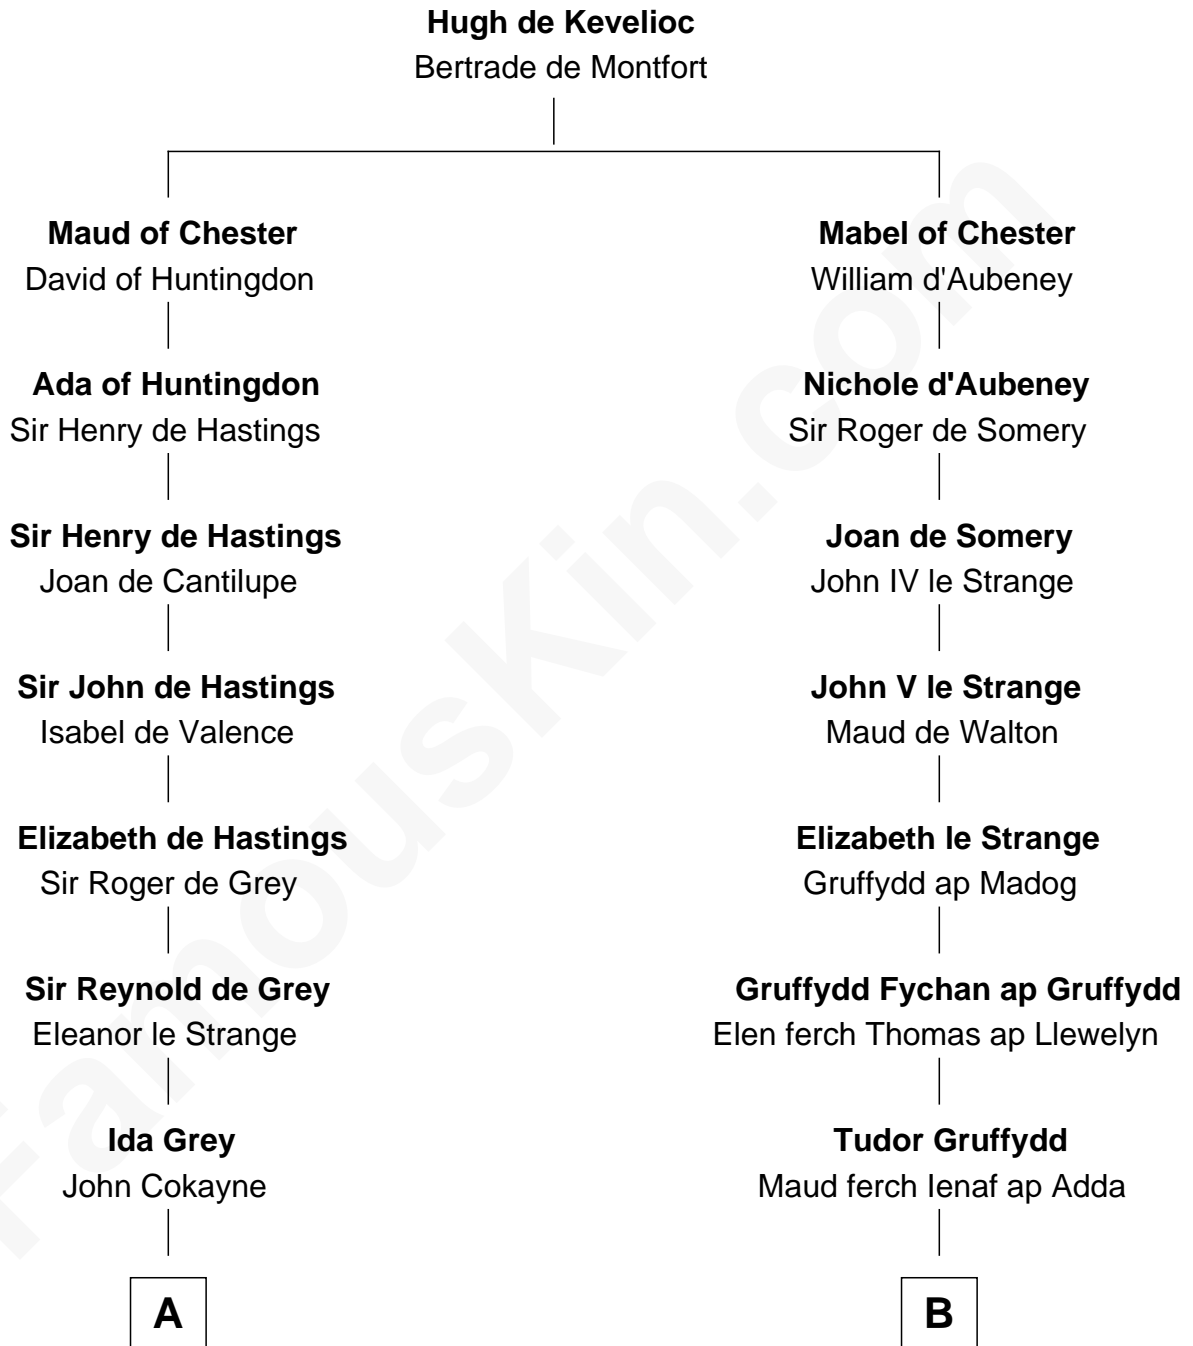 Hugh de Kevelioc
Bertrade de Montfort
Maud of Chester
David of Huntingdon
Mabel of Chester
William d'Aubeney
Ada of Huntingdon
Sir Henry de Hastings
Nichole d'Aubeney
Sir Roger de Somery
Sir Henry de Hastings
Joan de Cantilupe
Joan de Somery
John IV le Strange
Sir John de Hastings
Isabel de Valence
John V le Strange
Maud de Walton
Elizabeth de Hastings
Sir Roger de Grey
Elizabeth le Strange
Gruffydd ap Madog
Sir Reynold de Grey
Eleanor le Strange
Gruffydd Fychan ap Gruffydd
Elen ferch Thomas ap Llewelyn
Ida Grey
John Cokayne
Tudor Gruffydd
Maud ferch Ienaf ap Adda
A
B
FamousKin.com